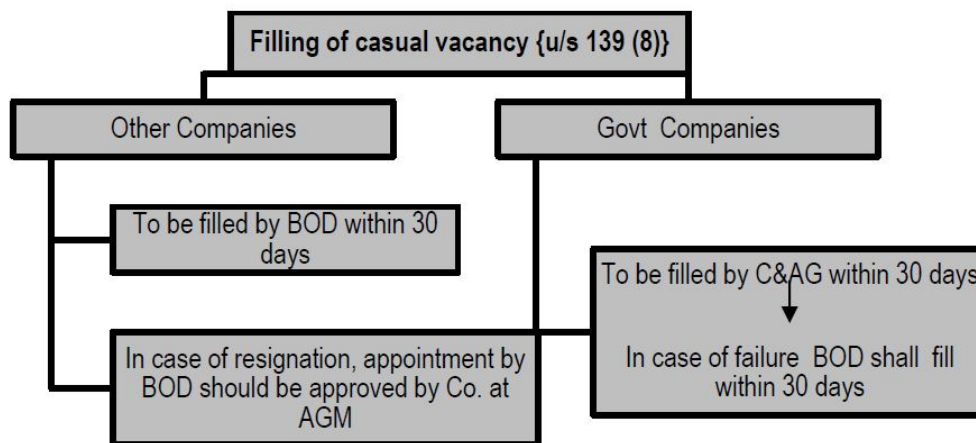 Filling of casual vacancy {u/s 139 (8)}
Other Companies
Govt Companies
To be filled by BOD within 30
days
In case of resignation, appointment by
BOD should be approved by Co. at
AGM
To be filled by C&AG within 30 days
In case of failure BOD shall fill
within 30 days